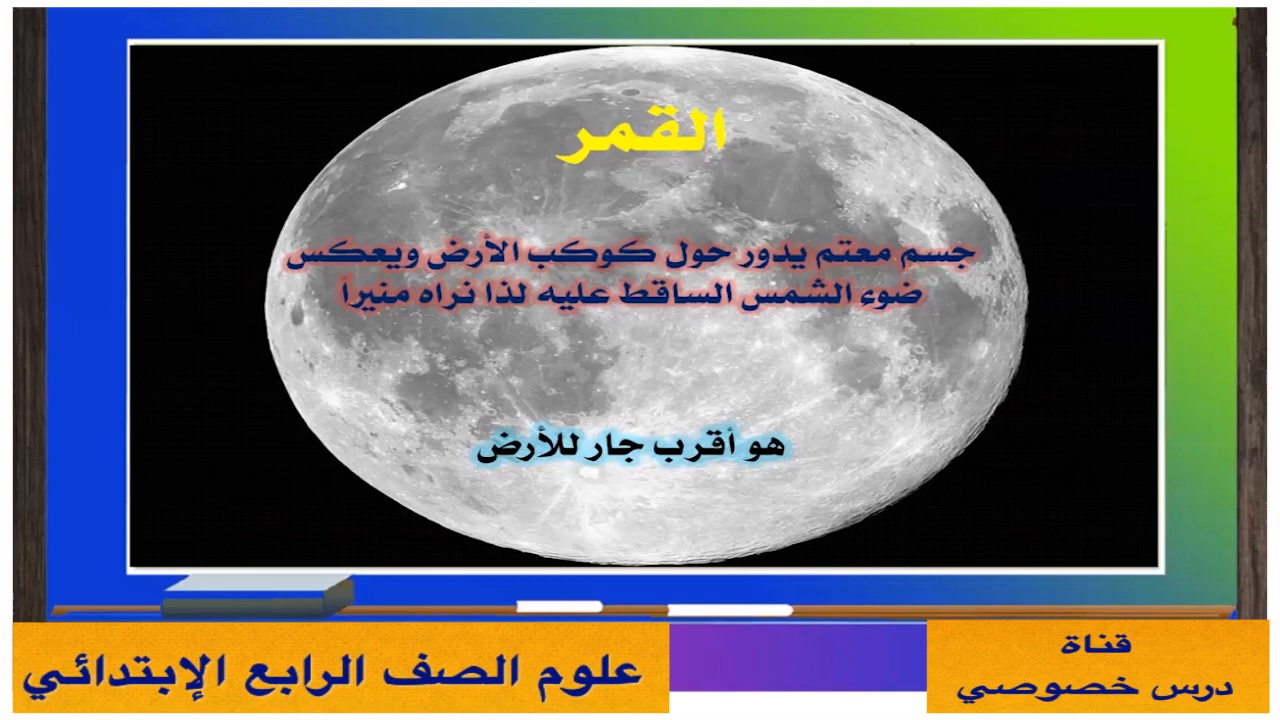 القمر
جسم معتم يدور حول كوكب الأرض ويعكس
ضوء الشمس الساقط عليه لذا نراه منيراً
هو أقرب جار للأرض
قناة
درس خصوصي
علوم الصف الرابع الإبتدائي